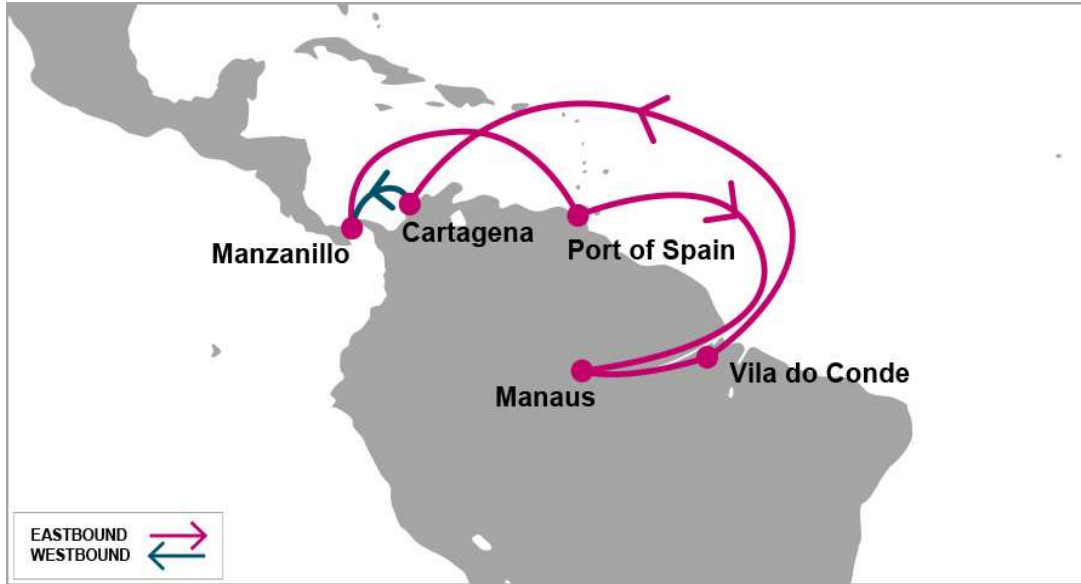 Manzanillo
Cartagena
Port of Spain
Manaus
Vila do Conde
EASTBOUND
WESTBOUND